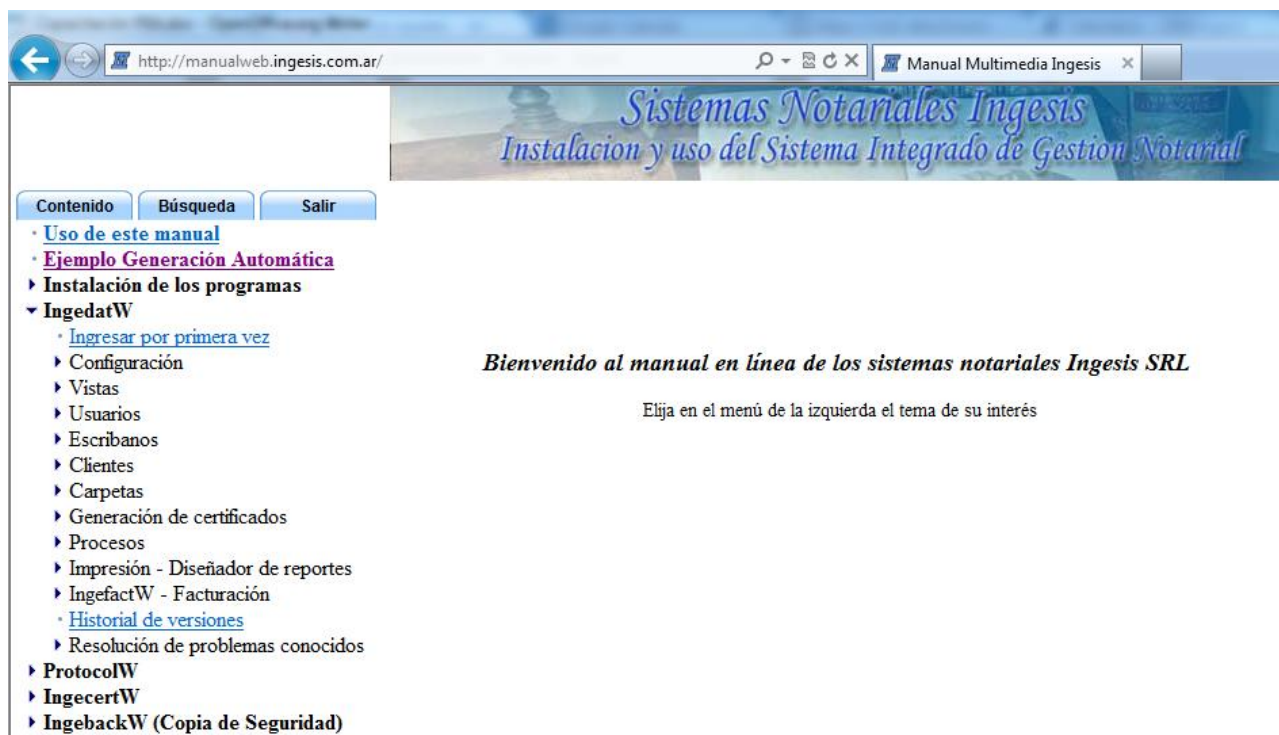 http://manualweb.ingesis.com.ar/
Manual Multimedia Ingesis
Sistemas Notariales Ingesis
Instalacion y uso del Sistema Integrado de Gestion Notarial
Contenido Búsqueda Salir
Uso de este manual
Ejemplo Generación Automática
Instalación de los programas
IngedatW
Ingresar por primera vez
Configuración
Vistas
Usuarios
Escribanos
Clientes
Carpetas
Generación de certificados
Procesos
Impresión - Diseñador de reportes
IngefactW - Facturación
Historial de versiones
Resolución de problemas conocidos
ProtocolW
IngecertW
IngebackW (Copia de Seguridad)
Bienvenido al manual en línea de los sistemas notariales Ingesis SRL
Elija en el menú de la izquierda el tema de su interés